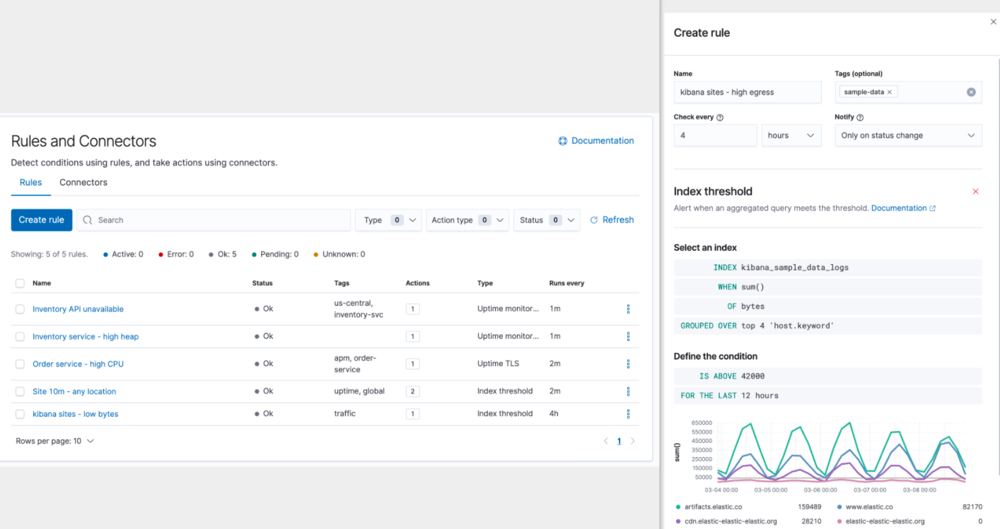 Rules and Connectors
Documentation
Detect conditions using rules, and take actions using connectors.
Rules Connectors
Create rule Search Type 0 Action type 0 Status 0 Refresh
Showing: 5 of 5 rules. Active: 0 Error: 0 Ok: 5 Pending: 0 Unknown: 0
Name Status Tags Actions Type Runs every
Inventory API unavailable Ok us-central, 1 Uptime monitor... 1m
inventory-svc
Inventory service - high heap Ok 1 Uptime monitor... 1m
Order service - high CPU Ok apm, order- 1 Uptime TLS 2m
service
Site 10m - any location Ok uptime, global 2 Index threshold 2m
kibana sites - low bytes Ok traffic 1 Index threshold 4h
Rows per page: 10 1
Create rule
Name Tags (optional)
kibana sites - high egress sample-data
Check every Notify
4 hours Only on status change
Index threshold
Alert when an aggregated query meets the threshold. Documentation
Select an index
INDEX kibana_sample_data_logs
WHEN sum()
OF bytes
GROUPED OVER top 4 'host.keyword'
Define the condition
IS ABOVE 42000
FOR THE LAST 12 hours
sum()
650000
550000
450000
350000
250000
150000
50000
03-04 00:00 03-05 00:00 03-06 00:00 03-07 00:00 03-08 00:00
artifacts.elastic.co 159489 www.elastic.co 82170
cdn.elastic-elastic-elastic.org 28210 elastic-elastic-elastic.org 0